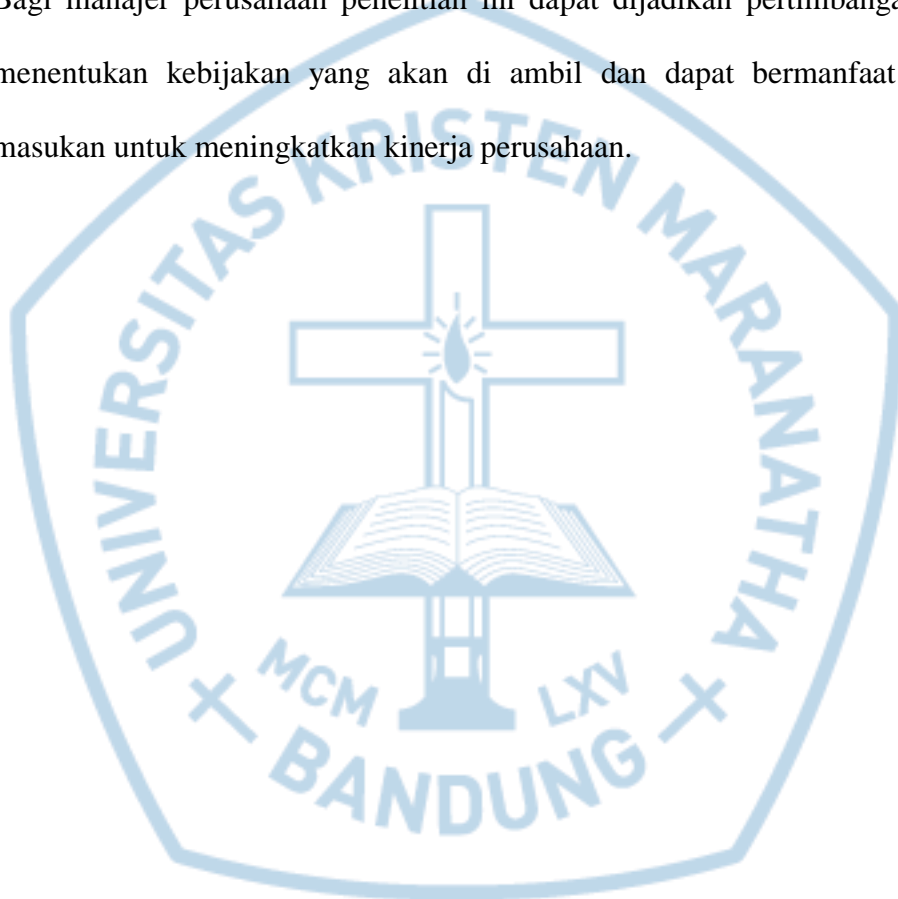 Bagi manajer perusahaan penelitian ini dapat dijadikan pertimbanga
menentukan kebijakan yang akan di ambil dan dapat bermanfaat
masukan untuk meningkatkan kinerja perusahaan.
UNIVERSITAS KRISTEN MARANATHA
MCM LXV
BANDUNG